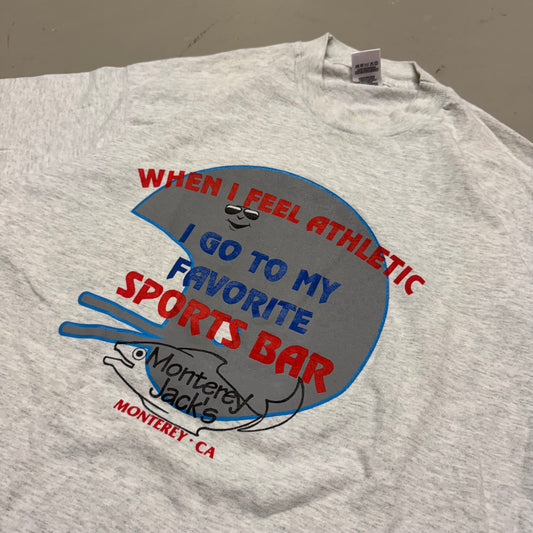 WHEN I FEEL ATHLETIC
I GO TO MY
FAVORITE
SPORTS BAR
Monterey
Jack's
MONTEREY · CA